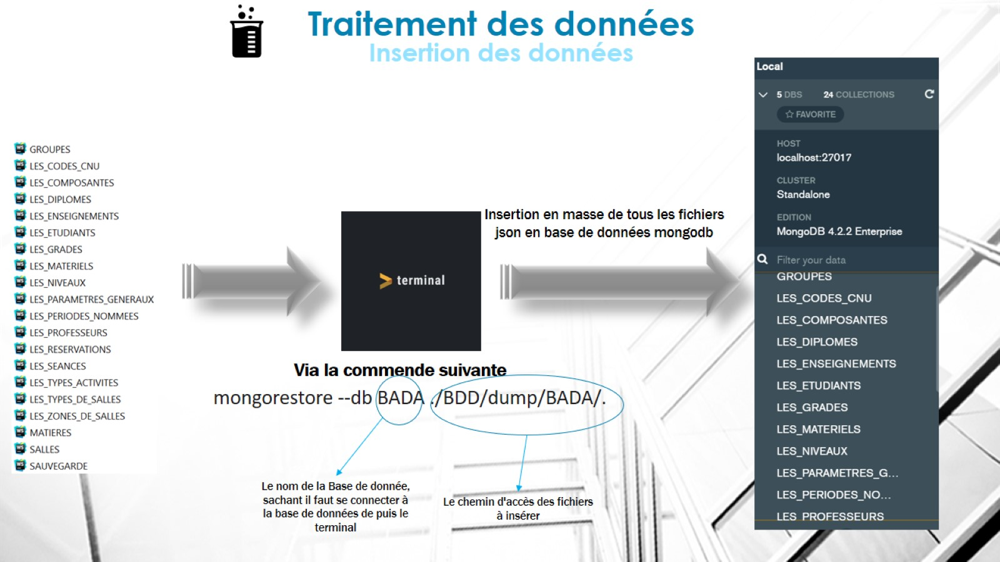 Traitement des données
Insertion des données
GROUPES
LES_CODES_CNU
LES_COMPOSANTES
LES_DIPLOMES
LES_ENSEIGNEMENTS
LES_ETUDIANTS
LES_GRADES
LES_MATERIELS
LES_NIVEAUX
LES_PARAMETRES_GENERAUX
LES_PERIODES_NOMMEES
LES_PROFESSEURS
LES_RESERVATIONS
LES_SEANCES
LES_TYPES_ACTIVITES
LES_TYPES_DE_SALLES
LES_ZONES_DE_SALLES
MATIERES
SALLES
SAUVEGARDE
terminal
Insertion en masse de tous les fichiers
json en base de données mongodb
Via la commende suivante
mongorestore --db BADA ./BDD/dump/BADA/.
Le nom de la Base de donnée,
sachant il faut se connecter à
la base de données de puis le
terminal
Le chemin d'accès des fichiers
à insérer
Local
5 DBS 24 COLLECTIONS
FAVORITE
HOST
localhost:27017
CLUSTER
Standalone
EDITION
MongoDB 4.2.2 Enterprise
Filter your data
GROUPES
LES_CODES_CNU
LES_COMPOSANTES
LES_DIPLOMES
LES_ENSEIGNEMENTS
LES_ETUDIANTS
LES_GRADES
LES_MATERIELS
LES_NIVEAUX
LES_PARAMETRES_G...
LES_PERIODES_NO...
LES_PROFESSEURS